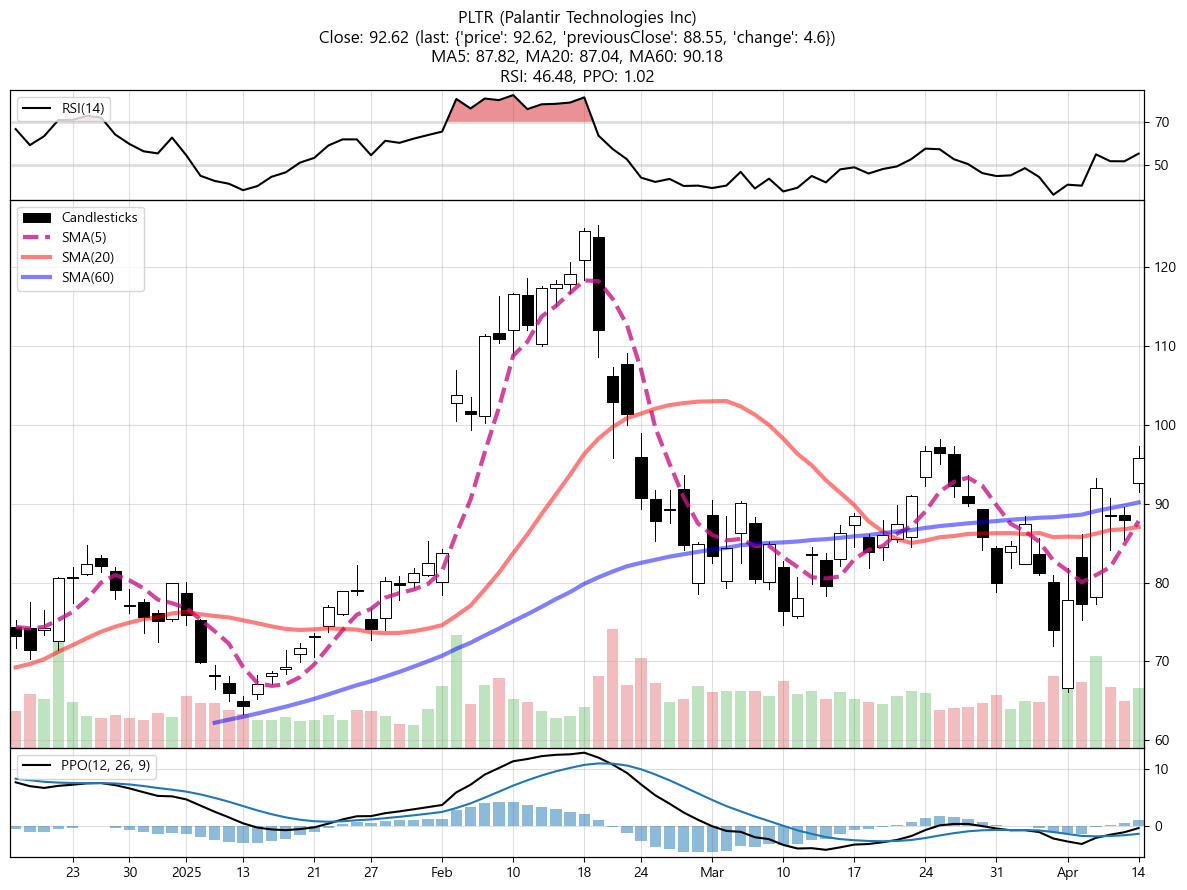 PLTR (Palantir Technologies Inc)
Close: 92.62 (last: {'price': 92.62, 'previousClose': 88.55, 'change': 4.6})
MA5: 87.82, MA20: 87.04, MA60: 90.18
RSI: 46.48, PPO: 1.02
RSI(14)
70
50
Candlesticks
SMA(5)
SMA(20)
SMA(60)
120
110
100
90
80
70
60
PPO(12, 26, 9)
10
0
23 30 2025 13 21 27 Feb 10 18 24 Mar 10 17 24 31 Apr 14